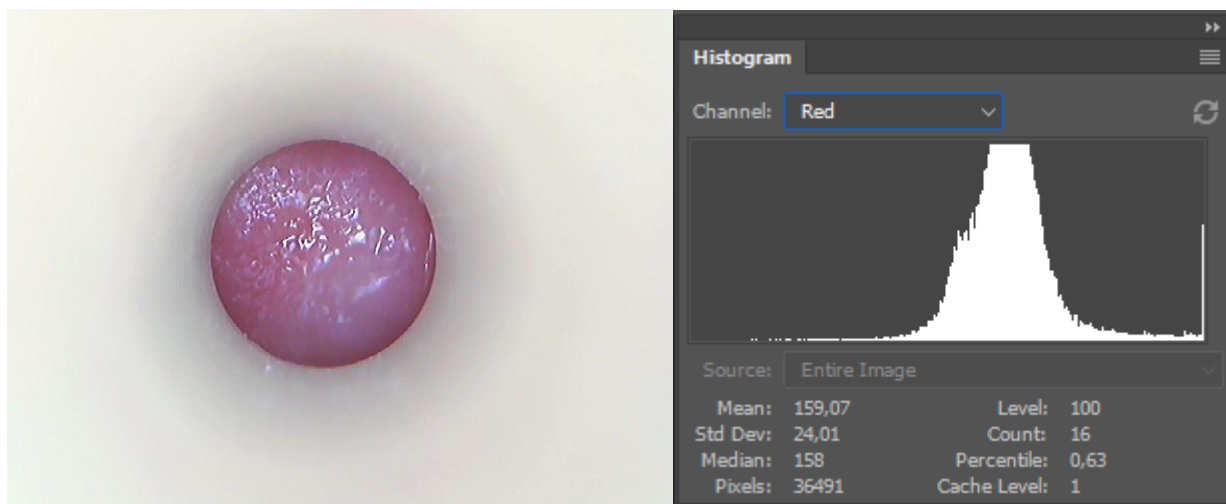 Histogram
Channel: Red
Source: Entire Image
Mean: 159,07 Level: 100
Std Dev: 24,01 Count: 16
Median: 158 Percentile: 0,63
Pixels: 36491 Cache Level: 1